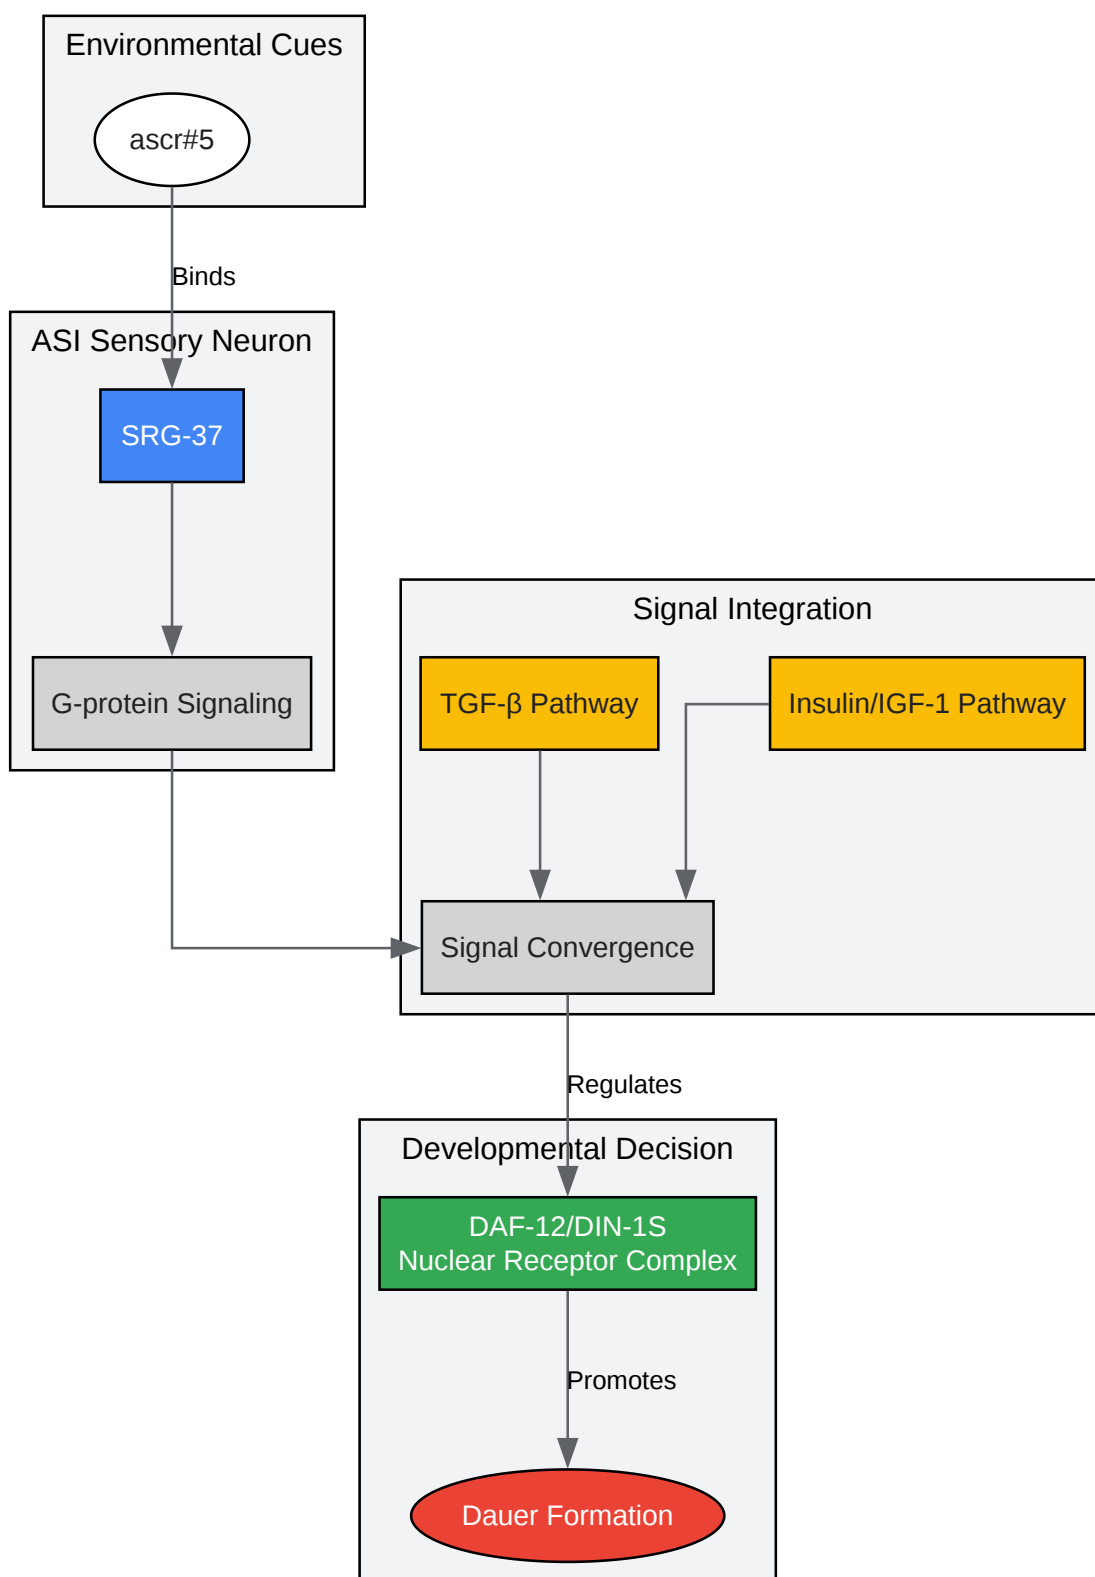 Environmental Cues
ascr#5
Binds
ASI Sensory Neuron
SRG-37
G-protein Signaling
Signal Integration
TGF-β Pathway
Insulin/IGF-1 Pathway
Signal Convergence
Regulates
Developmental Decision
DAF-12/DIN-1S
Nuclear Receptor Complex
Promotes
Dauer Formation